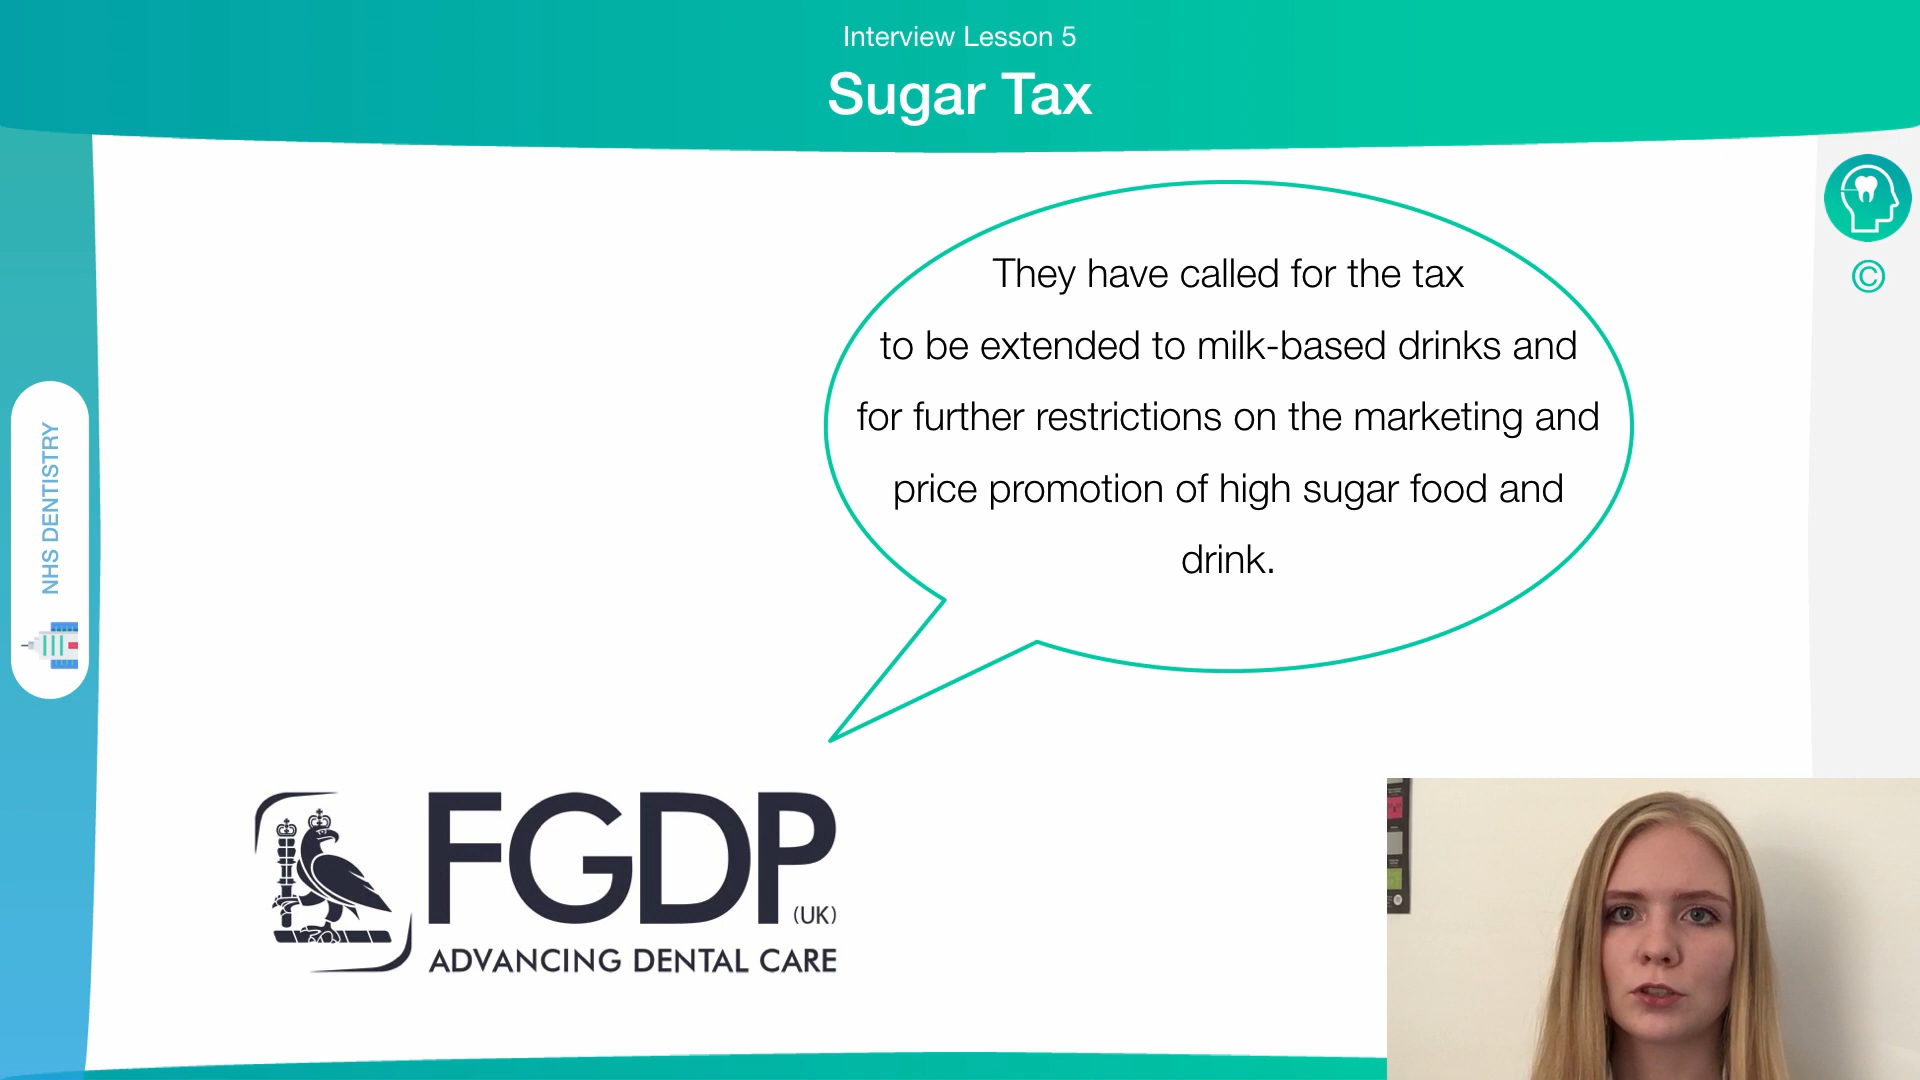 Interview Lesson 5
Sugar Tax
They have called for the tax
to be extended to milk-based drinks and
for further restrictions on the marketing and
price promotion of high sugar food and
drink.
©
NHS DENTISTRY
FGDP
(UK)
ADVANCING DENTAL CARE